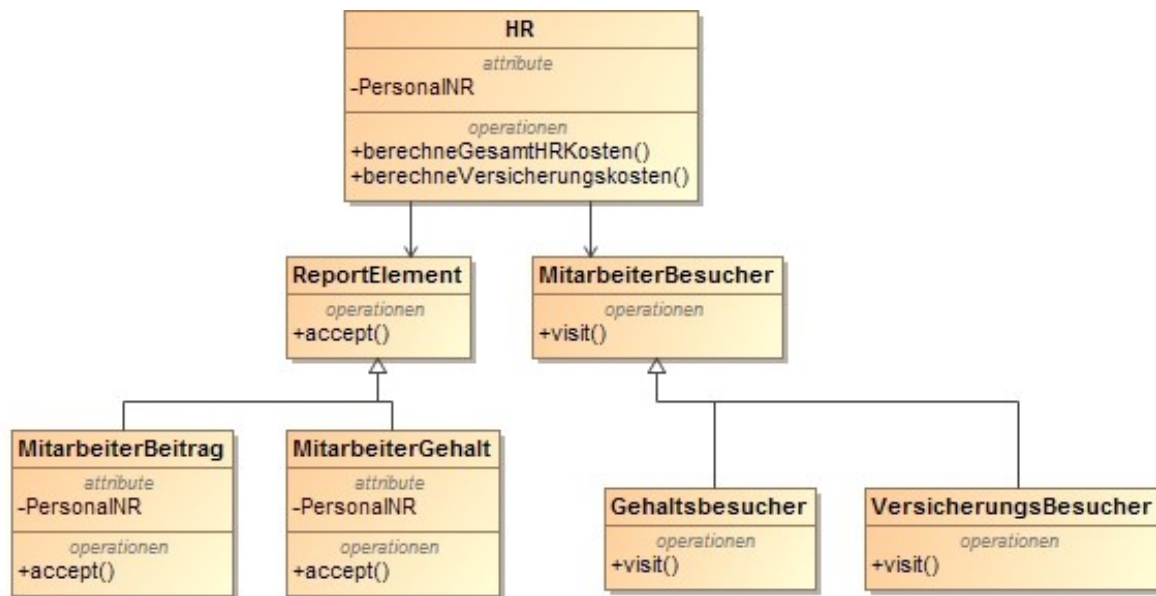 HR
attribute
-PersonalNR
operationen
+berechneGesamtHRKosten()
+berechneVersicherungskosten()
ReportElement
operationen
+accept()
MitarbeiterBesucher
operationen
+visit()
MitarbeiterBeitrag
attribute
-PersonalNR
operationen
+accept()
MitarbeiterGehalt
attribute
-PersonalNR
operationen
+accept()
Gehaltsbesucher
operationen
+visit()
VersicherungsBesucher
operationen
+visit()